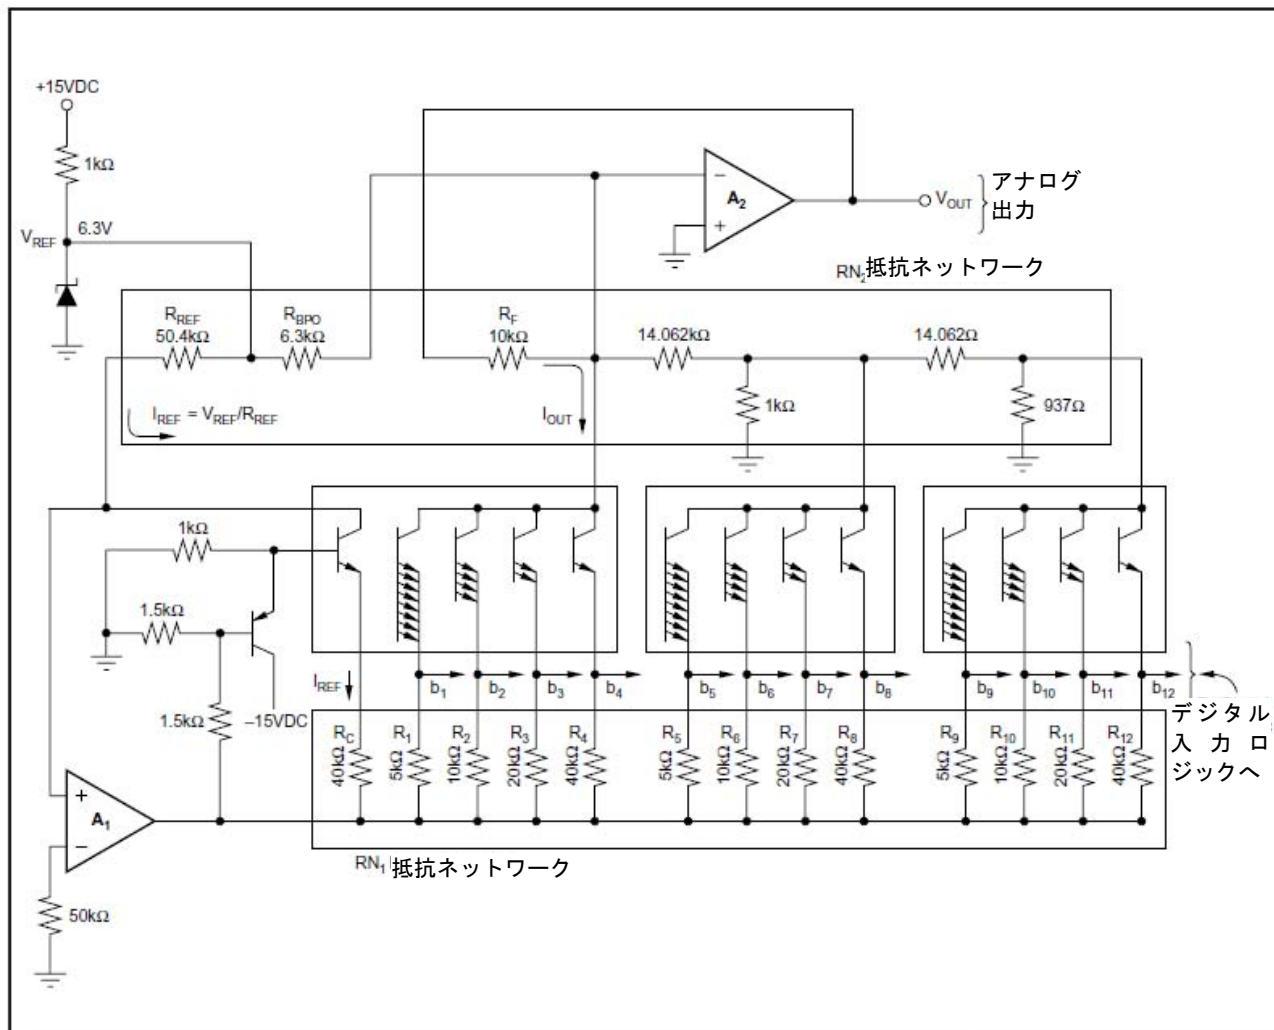 +15VDC
1kΩ
VREF
6.3V
A2
VOUT
アナログ
出力
RN2抵抗ネットワーク
RREF
50.4kΩ
RBPO
6.3kΩ
RF
10kΩ
14.062kΩ
14.062Ω
1kΩ
937Ω
IREF = VREF/RREF
IOUT
1kΩ
1.5kΩ
1.5kΩ
–15VDC
IREF
b1
b2
b3
b4
b5
b6
b7
b8
b9
b10
b11
b12
デジタル
入力ロ
ジックへ
RC
40kΩ
R1
5kΩ
R2
10kΩ
R3
20kΩ
R4
40kΩ
R5
5kΩ
R6
10kΩ
R7
20kΩ
R8
40kΩ
R9
5kΩ
R10
10kΩ
R11
20kΩ
R12
40kΩ
A1
RN1抵抗ネットワーク
50kΩ